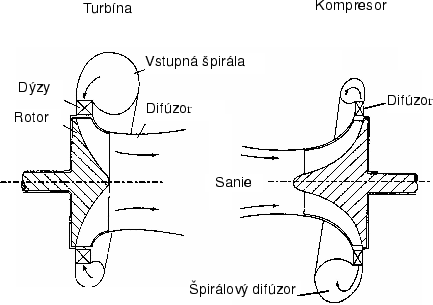 Turbína
Kompresor
Vstupná špirála
Dýzy
Difúzor
Difúzor
Rotor
Sanie
Špirálový difúzor